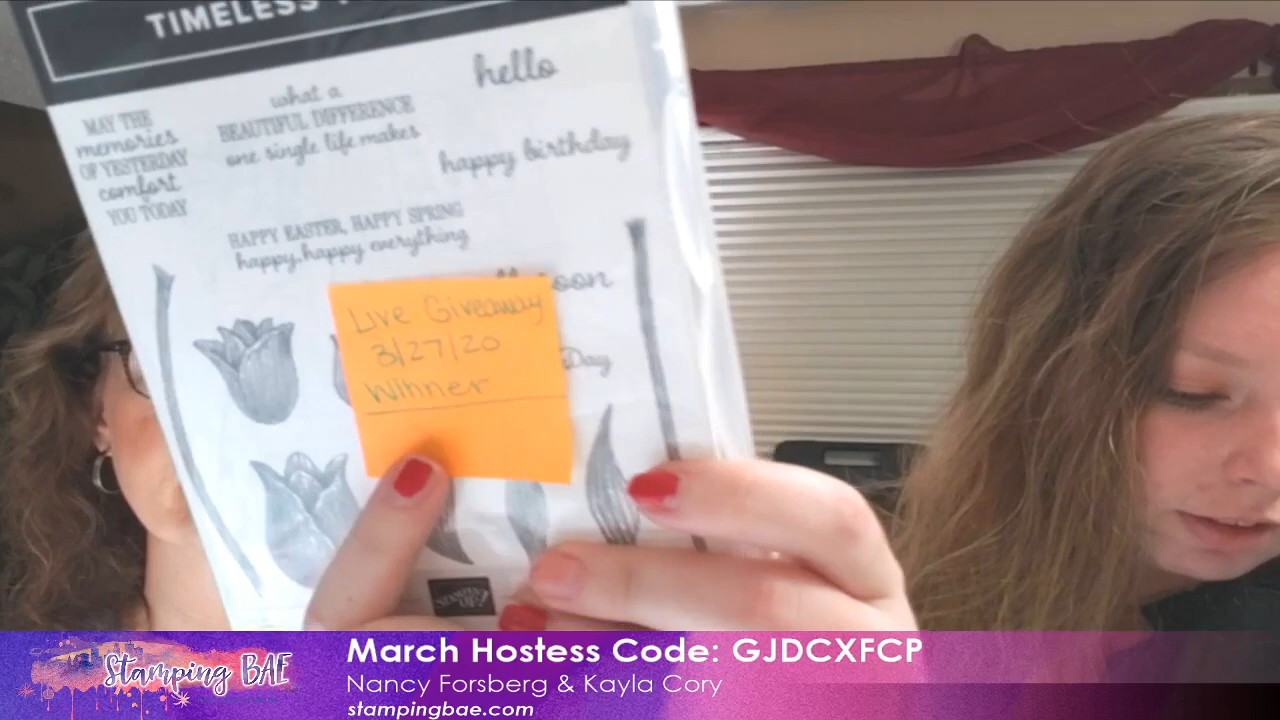 TIMELESS
hello
what a
BEAUTIFUL DIFFERENCE
one single life makes
MAY THE
memories
OF YESTERDAY
comfort
YOU TODAY
happy birthday
HAPPY EASTER, HAPPY SPRING
happy, happy everything
Live Giveaway
3/27/20
Winner
Day
STAMPIN' UP!
Stamping BAE
March Hostess Code: GJDCXFCP
Nancy Forsberg & Kayla Cory
stampingbae.com